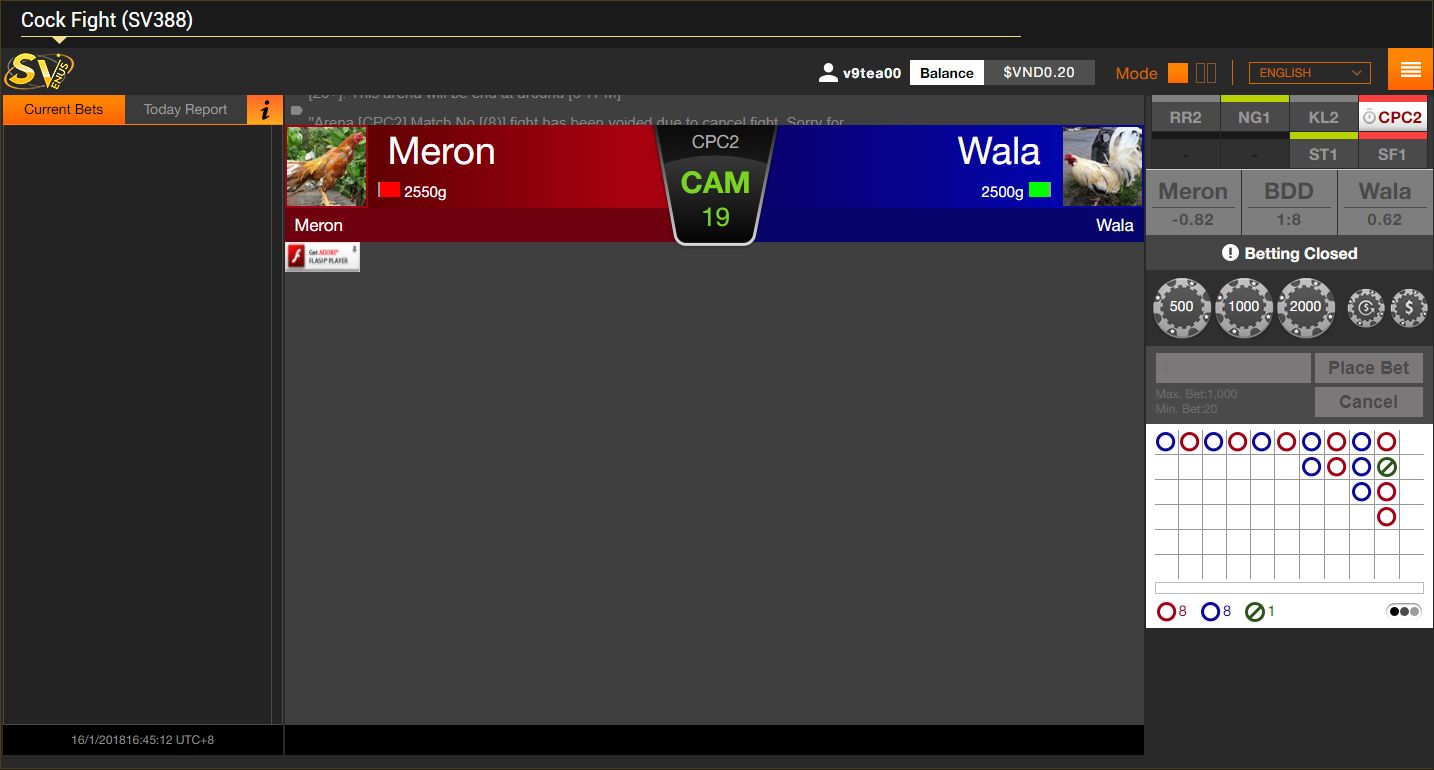 Cock Fight (SV388)
SV
ENUS
v9tea00
Balance
$VND0.20
Mode
ENGLISH
Current Bets
Today Report
i
[20+]. This arena will be end at around [6-7PM]
"Arena [CPC2] Match No.[(8)] fight has been voided due to cancel fight. Sorry for
Meron
2550g
Meron
CPC2
CAM
19
Wala
2500g
Wala
Get ADOBE®
FLASH® PLAYER
RR2
NG1
KL2
CPC2
-
-
ST1
SF1
Meron
BDD
Wala
-0.82
1:8
0.62
Betting Closed
500
1000
2000
$
$
$
Place Bet
Max. Bet:1,000
Min. Bet:20
Cancel
8
8
1
16/1/201816:45:12 UTC+8